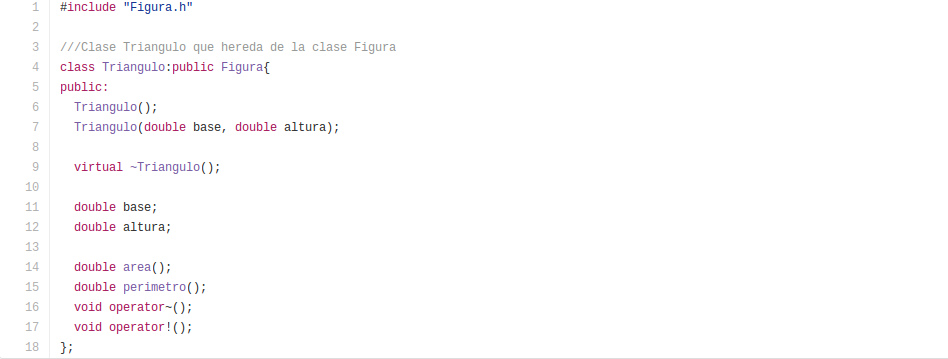 1 #include "Figura.h"
2
3 ///Clase Triangulo que hereda de la clase Figura
4 class Triangulo:public Figura{
5 public:
6 Triangulo();
7 Triangulo(double base, double altura);
8
9 virtual ~Triangulo();
10
11 double base;
12 double altura;
13
14 double area();
15 double perimetro();
16 void operator~();
17 void operator!();
18 };